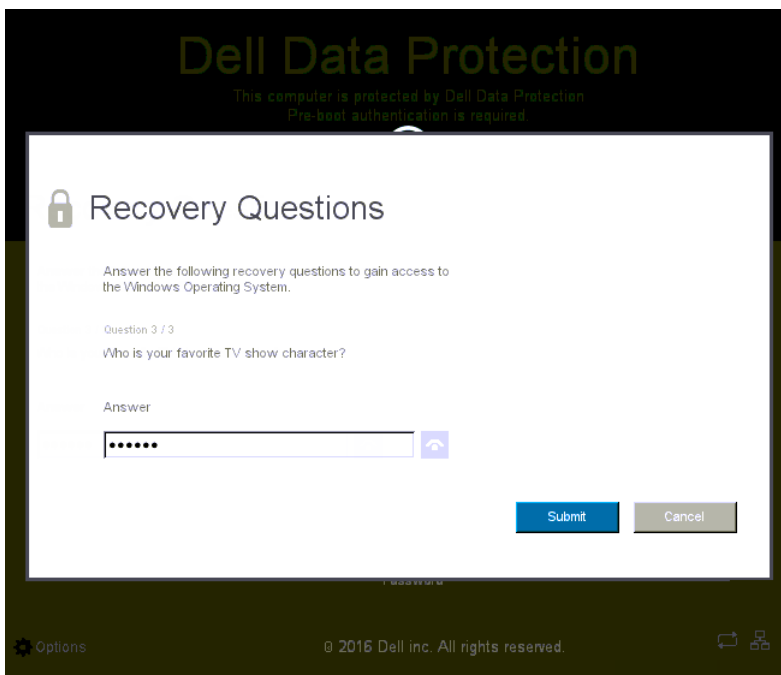 Dell Data Protection
This computer is protected by Dell Data Protection
Pre-boot authentication is required.
Recovery Questions
Answer the following recovery questions to gain access to
the Windows Operating System.
Question 3 / 3
Who is your favorite TV show character?
Answer
••••••
Submit Cancel
Password
Options © 2016 Dell inc. All rights reserved.